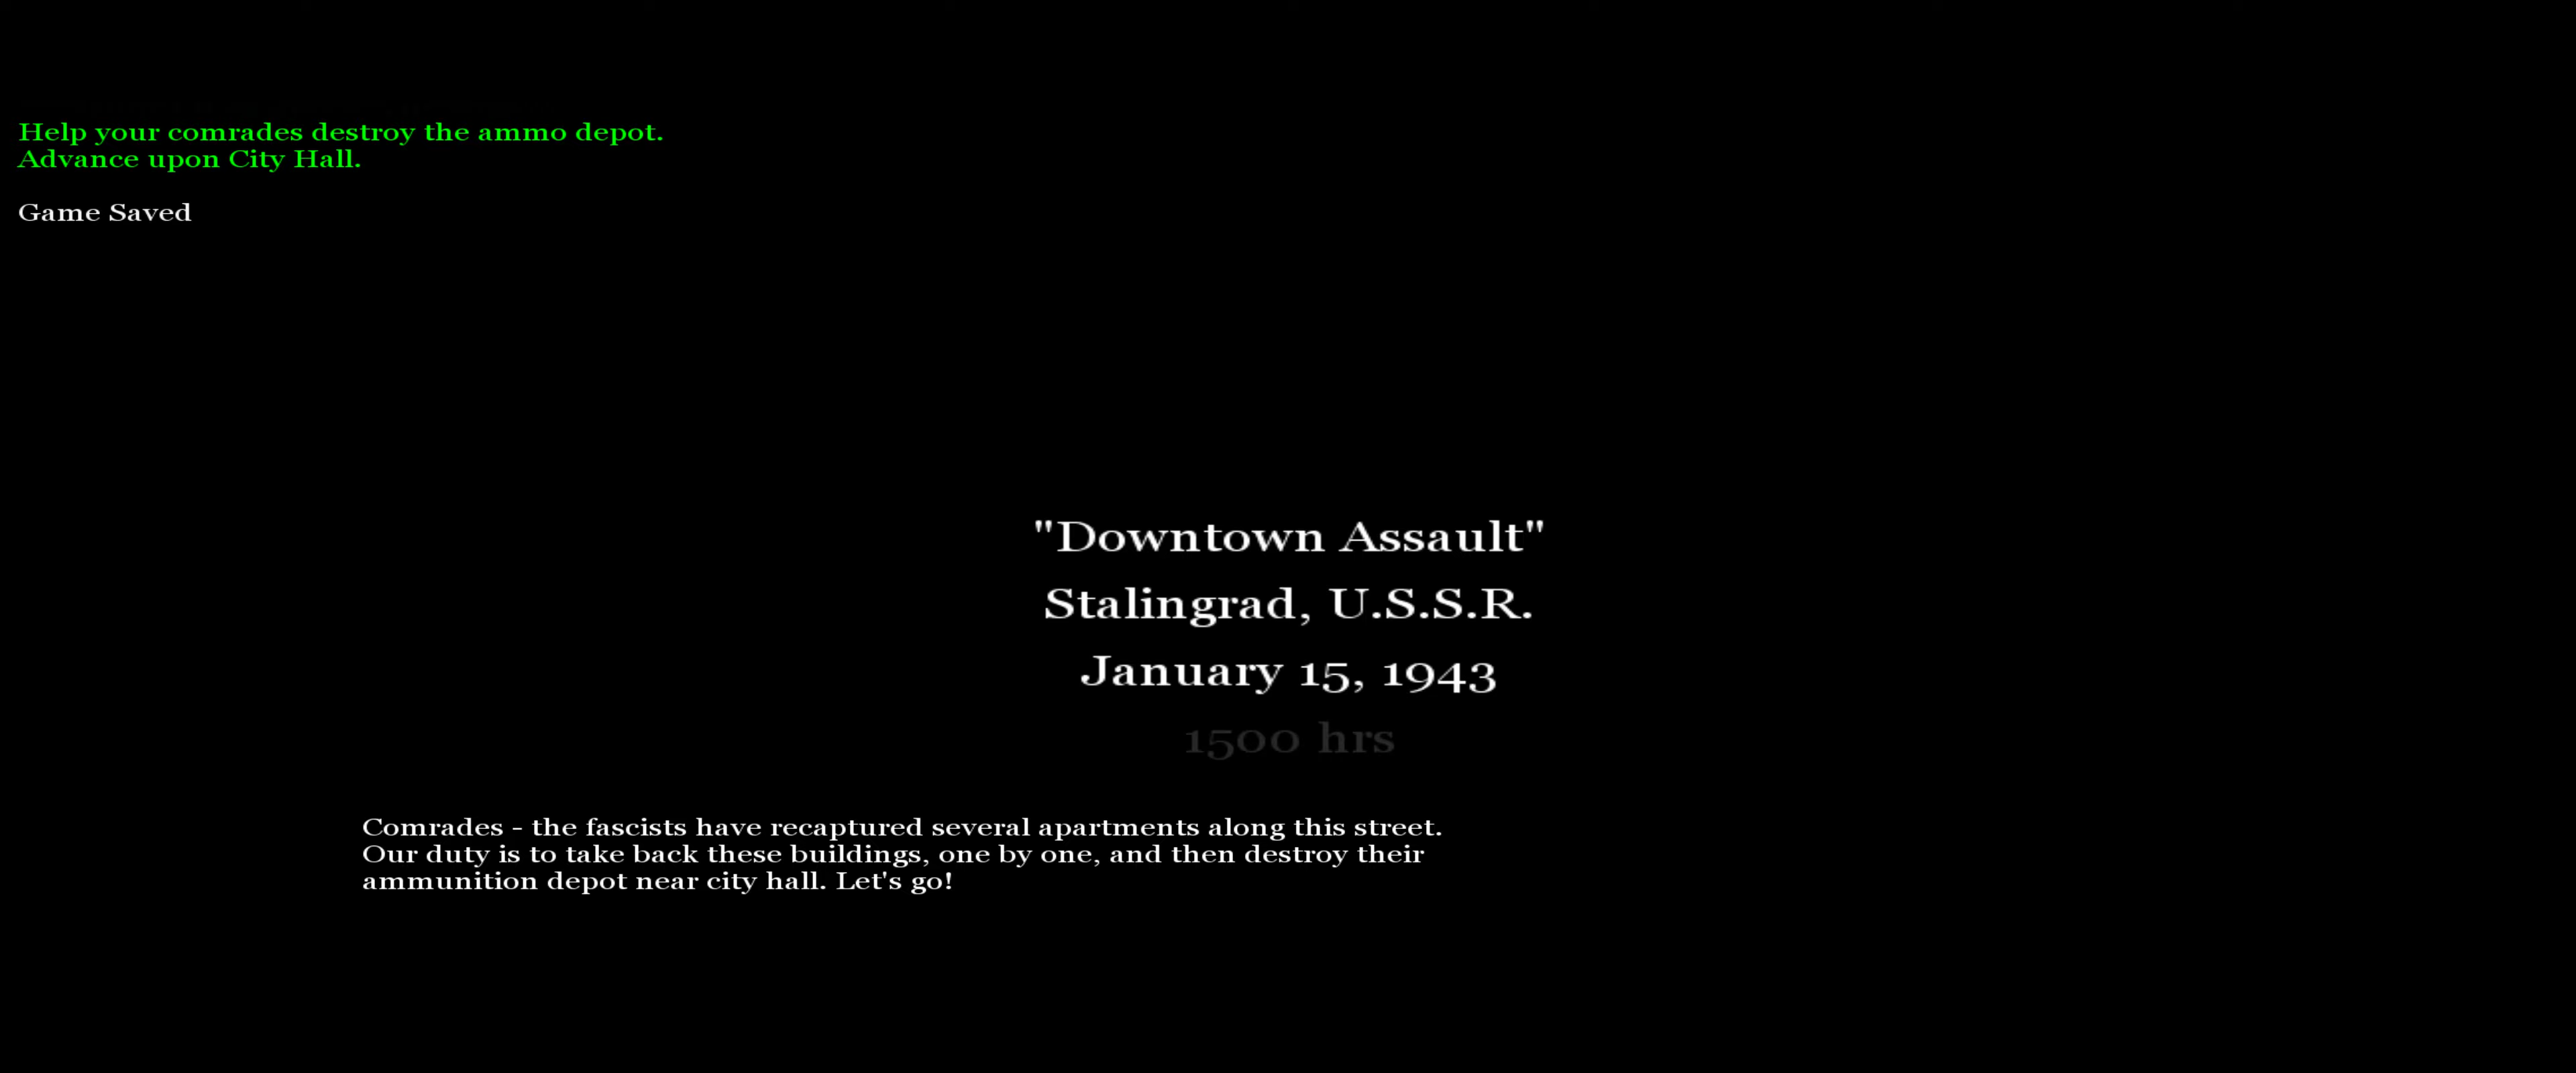 Help your comrades destroy the ammo depot.
Advance upon City Hall.
Game Saved
"Downtown Assault"
Stalingrad, U.S.S.R.
January 15, 1943
1500 hrs
Comrades - the fascists have recaptured several apartments along this street.
Our duty is to take back these buildings, one by one, and then destroy their
ammunition depot near city hall. Let's go!